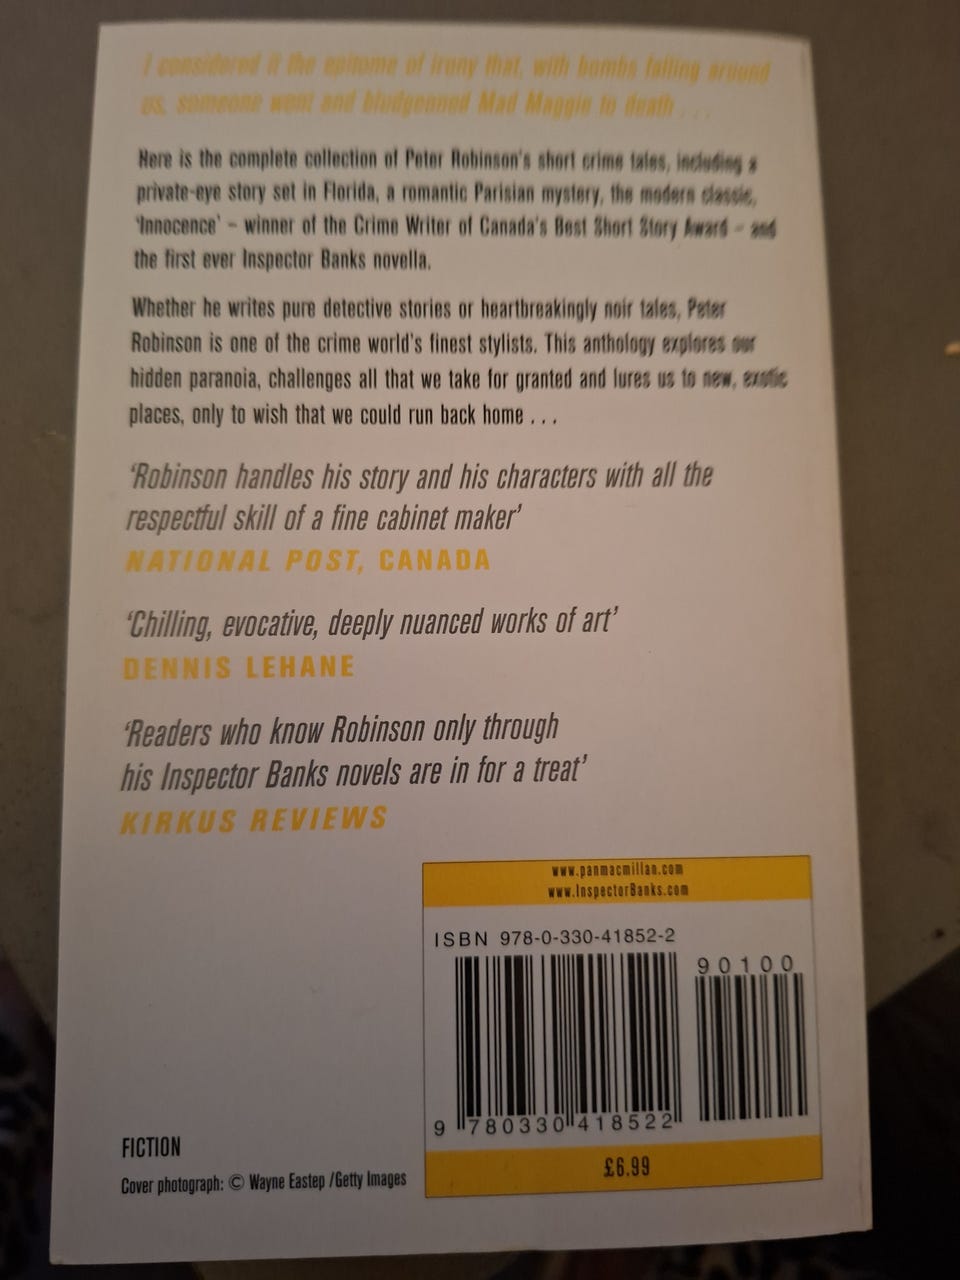 I considered it the epitome of irony that, with bombs falling around
us, someone went and bludgeoned Mad Maggie to death . . .
Here is the complete collection of Peter Robinson's short crime tales, including a
private-eye story set in Florida, a romantic Parisian mystery, the modern classic,
'Innocence' – winner of the Crime Writer of Canada's Best Short Story Award – and
the first ever Inspector Banks novella.
Whether he writes pure detective stories or heartbreakingly noir tales, Peter
Robinson is one of the crime world's finest stylists. This anthology explores our
hidden paranoia, challenges all that we take for granted and lures us to new, exotic
places, only to wish that we could run back home . . .
'Robinson handles his story and his characters with all the
respectful skill of a fine cabinet maker'
NATIONAL POST, CANADA
'Chilling, evocative, deeply nuanced works of art'
DENNIS LEHANE
'Readers who know Robinson only through
his Inspector Banks novels are in for a treat'
KIRKUS REVIEWS
www.panmacmillan.com
www.InspectorBanks.com
ISBN 978-0-330-41852-2
90100
9 780330 418522
£6.99
FICTION
Cover photograph: © Wayne Eastep /Getty Images